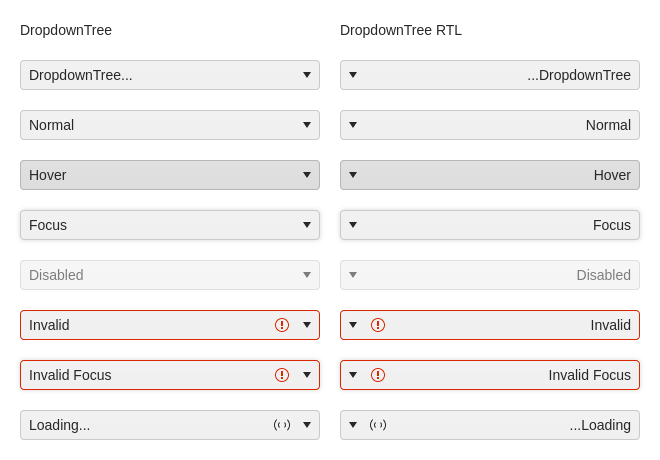 DropdownTree
DropdownTree RTL
DropdownTree...
...DropdownTree
Normal
Normal
Hover
Hover
Focus
Focus
Disabled
Disabled
Invalid
Invalid
Invalid Focus
Invalid Focus
Loading...
...Loading